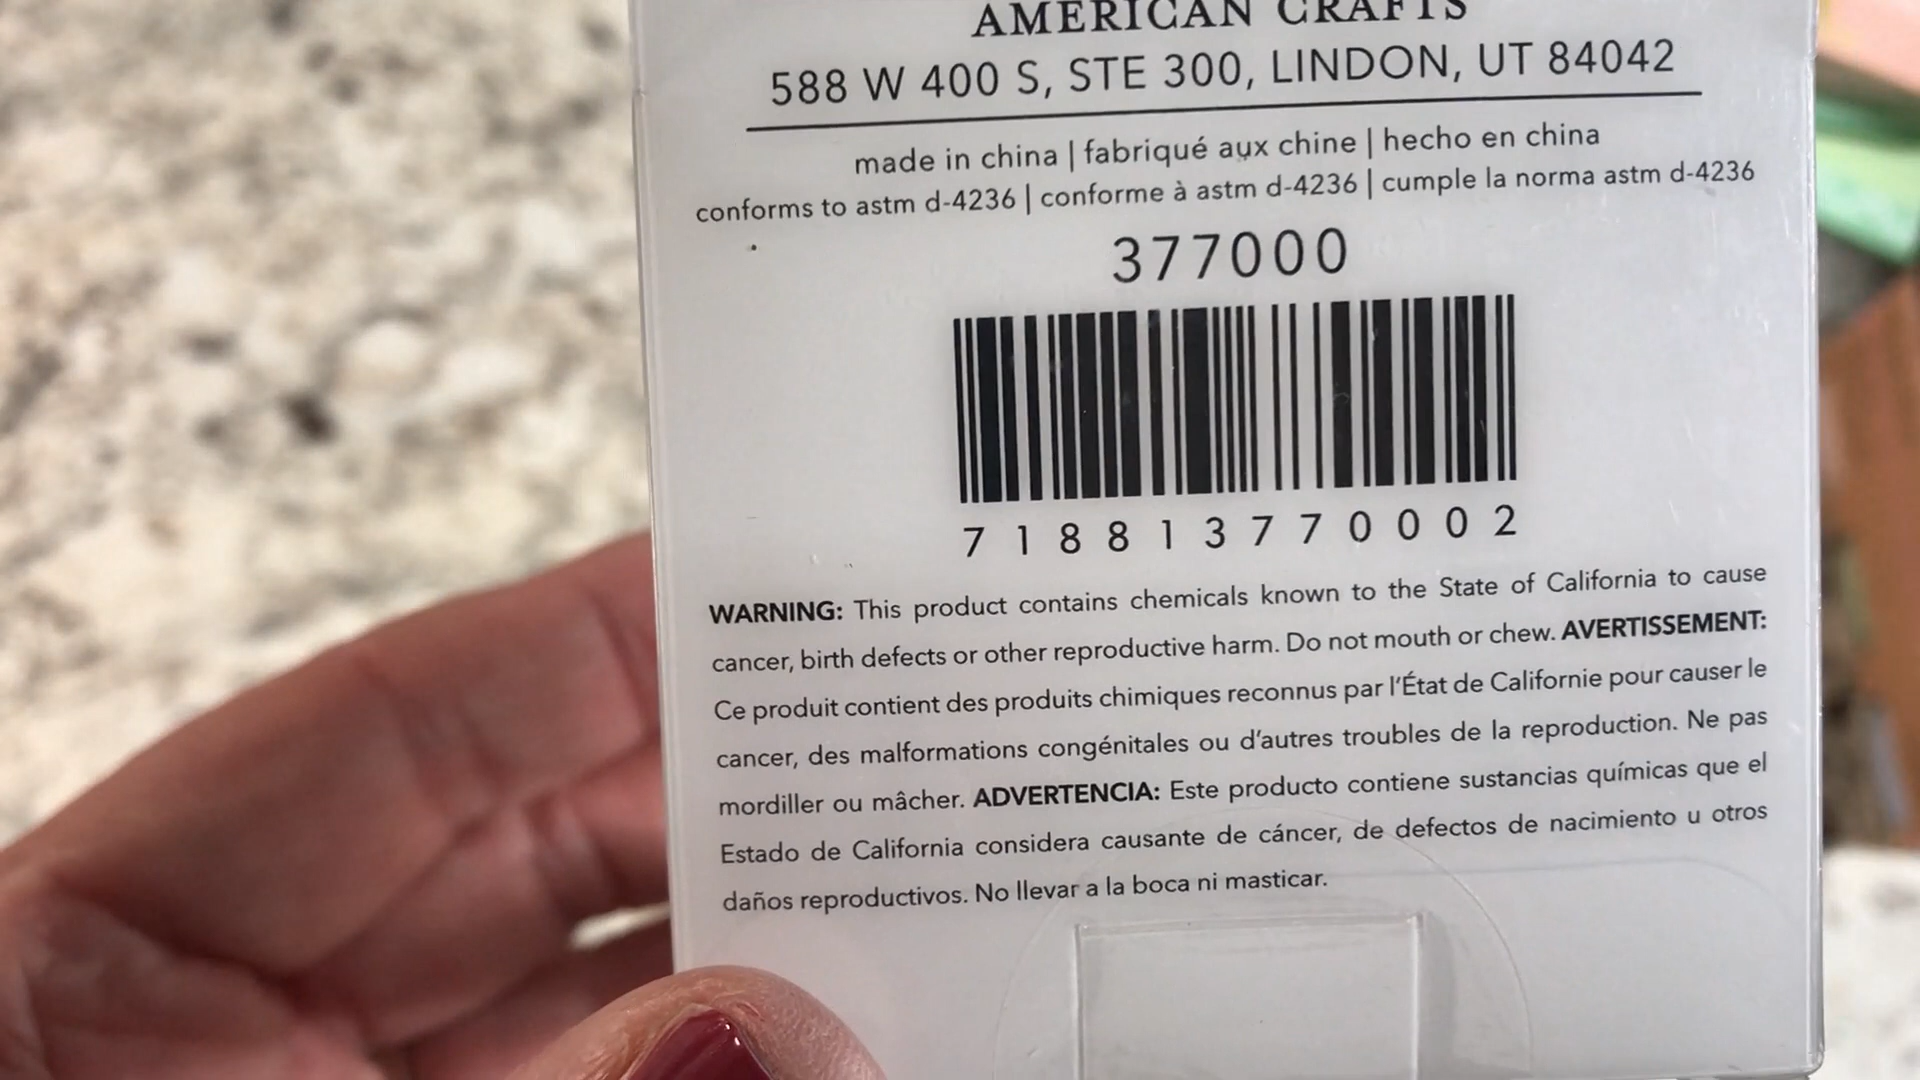 AMERICAN CRAFTS
588 W 400 S, STE 300, LINDON, UT 84042
made in china | fabriqué aux chine | hecho en china
conforms to astm d-4236 | conforme à astm d-4236 | cumple la norma astm d-4236
377000
7 1 8 8 1 3 7 7 0 0 0 2
WARNING: This product contains chemicals known to the State of California to cause
cancer, birth defects or other reproductive harm. Do not mouth or chew. AVERTISSEMENT:
Ce produit contient des produits chimiques reconnus par l'État de Californie pour causer le
cancer, des malformations congénitales ou d'autres troubles de la reproduction. Ne pas
mordiller ou mâcher. ADVERTENCIA: Este producto contiene sustancias químicas que el
Estado de California considera causante de cáncer, de defectos de nacimiento u otros
daños reproductivos. No llevar a la boca ni masticar.